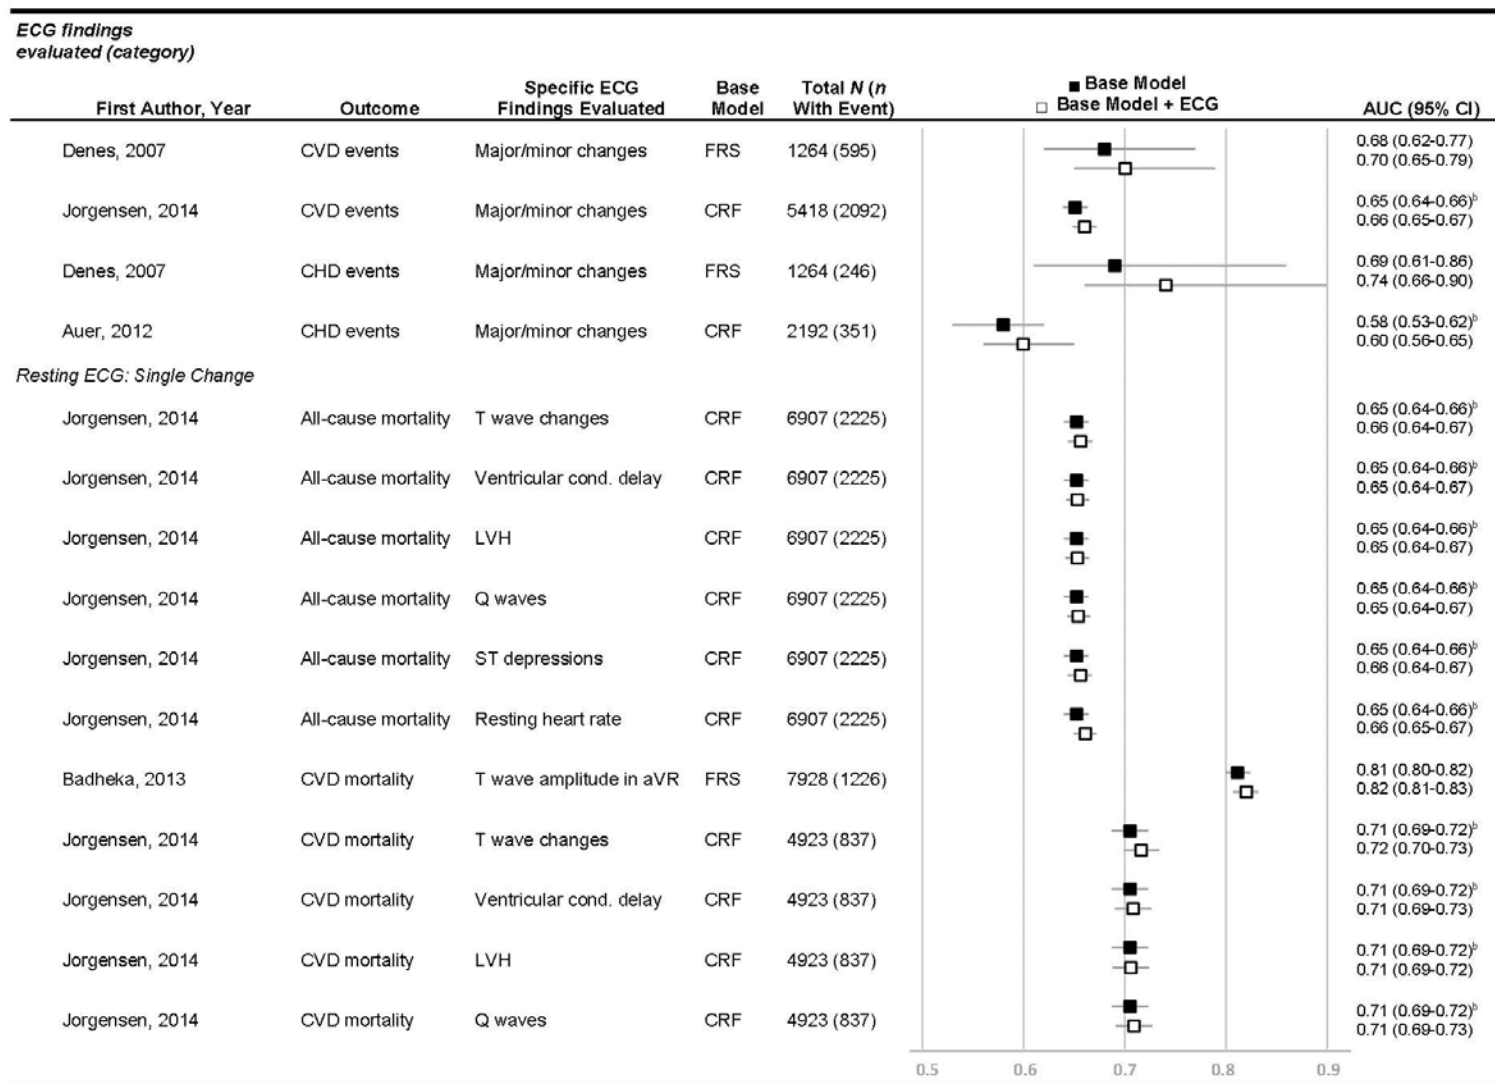 ECG findings
evaluated (category)
Specific ECG Base Total N (n ■ Base Model
First Author, Year Outcome Findings Evaluated Model With Event) □ Base Model + ECG AUC (95% CI)
Denes, 2007 CVD events Major/minor changes FRS 1264 (595) 0.68 (0.62-0.77)
0.70 (0.65-0.79)
Jorgensen, 2014 CVD events Major/minor changes CRF 5418 (2092) 0.65 (0.64-0.66)ᵇ
0.66 (0.65-0.67)
Denes, 2007 CHD events Major/minor changes FRS 1264 (246) 0.69 (0.61-0.86)
0.74 (0.66-0.90)
Auer, 2012 CHD events Major/minor changes CRF 2192 (351) 0.58 (0.53-0.62)ᵇ
0.60 (0.56-0.65)
Resting ECG: Single Change
Jorgensen, 2014 All-cause mortality T wave changes CRF 6907 (2225) 0.65 (0.64-0.66)ᵇ
0.66 (0.64-0.67)
Jorgensen, 2014 All-cause mortality Ventricular cond. delay CRF 6907 (2225) 0.65 (0.64-0.66)ᵇ
0.65 (0.64-0.67)
Jorgensen, 2014 All-cause mortality LVH CRF 6907 (2225) 0.65 (0.64-0.66)ᵇ
0.65 (0.64-0.67)
Jorgensen, 2014 All-cause mortality Q waves CRF 6907 (2225) 0.65 (0.64-0.66)ᵇ
0.65 (0.64-0.67)
Jorgensen, 2014 All-cause mortality ST depressions CRF 6907 (2225) 0.65 (0.64-0.66)ᵇ
0.66 (0.64-0.67)
Jorgensen, 2014 All-cause mortality Resting heart rate CRF 6907 (2225) 0.65 (0.64-0.66)ᵇ
0.66 (0.65-0.67)
Badheka, 2013 CVD mortality T wave amplitude in aVR FRS 7928 (1226) 0.81 (0.80-0.82)
0.82 (0.81-0.83)
Jorgensen, 2014 CVD mortality T wave changes CRF 4923 (837) 0.71 (0.69-0.72)ᵇ
0.72 (0.70-0.73)
Jorgensen, 2014 CVD mortality Ventricular cond. delay CRF 4923 (837) 0.71 (0.69-0.72)ᵇ
0.71 (0.69-0.73)
Jorgensen, 2014 CVD mortality LVH CRF 4923 (837) 0.71 (0.69-0.72)ᵇ
0.71 (0.69-0.72)
Jorgensen, 2014 CVD mortality Q waves CRF 4923 (837) 0.71 (0.69-0.72)ᵇ
0.71 (0.69-0.73)
0.5 0.6 0.7 0.8 0.9